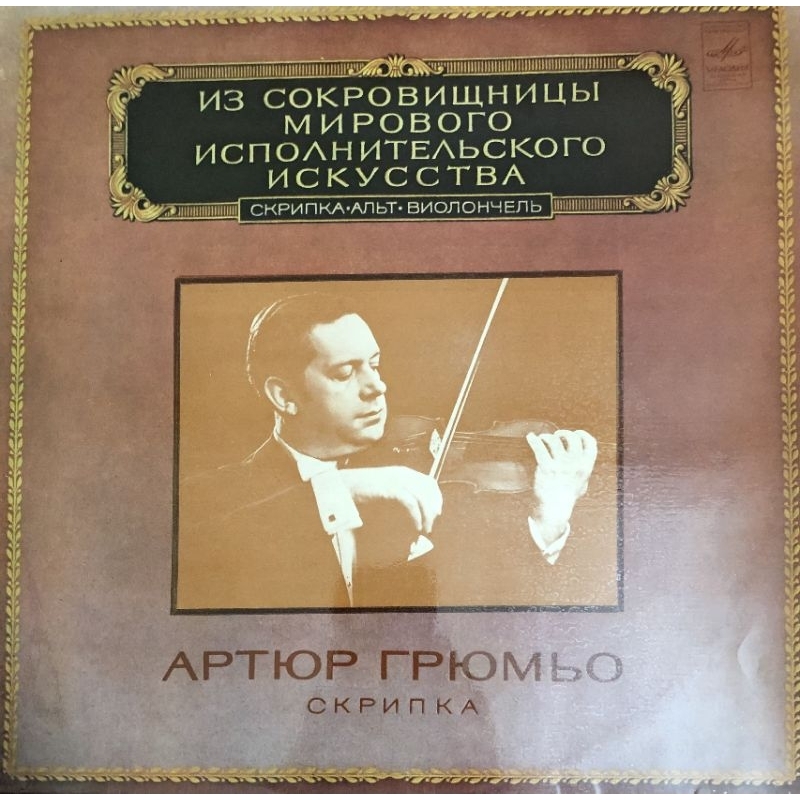 ИЗ СОКРОВИЩНИЦЫ
МИРОВОГО
ИСПОЛНИТЕЛЬСКОГО
ИСКУССТВА
СКРИПКА·АЛЬТ·ВИОЛОНЧЕЛЬ
АРТЮР ГРЮМЬО
СКРИПКА